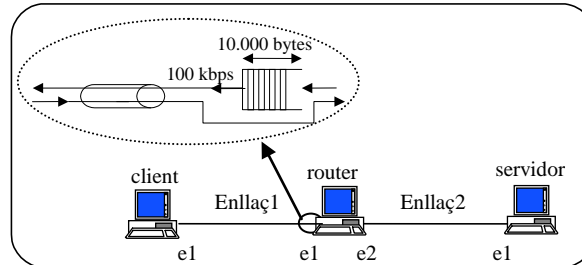 10.000 bytes
100 kbps
client
router
servidor
Enllaç1
Enllaç2
e1
e1
e2
e1